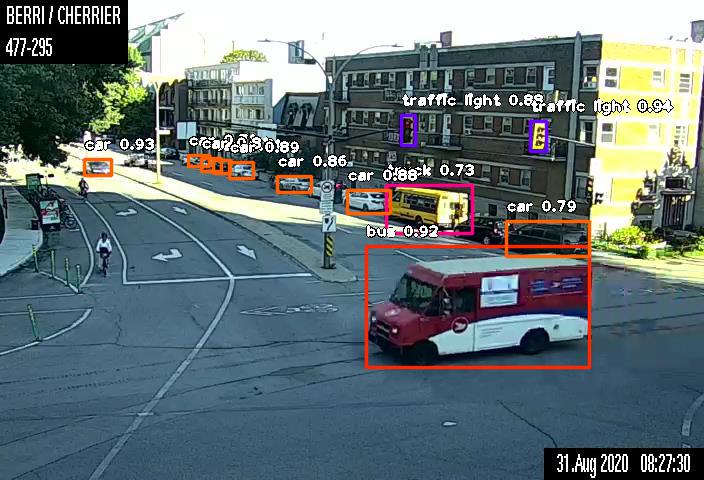 BERRI / CHERRIER
477-295
traffic light 0.88
traffic light 0.94
car 0.93
car 0.89
car 0.86
car 0.88
truck 0.73
car 0.79
bus 0.92
31.Aug 2020 08:27:30